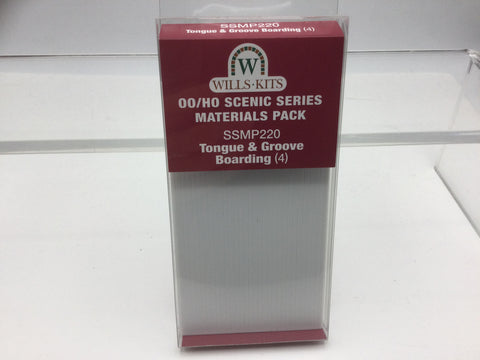 SSMP220
Tongue & Groove Boarding (4)
W
WILLS·KITS
OO/HO SCENIC SERIES
MATERIALS PACK
SSMP220
Tongue & Groove
Boarding (4)